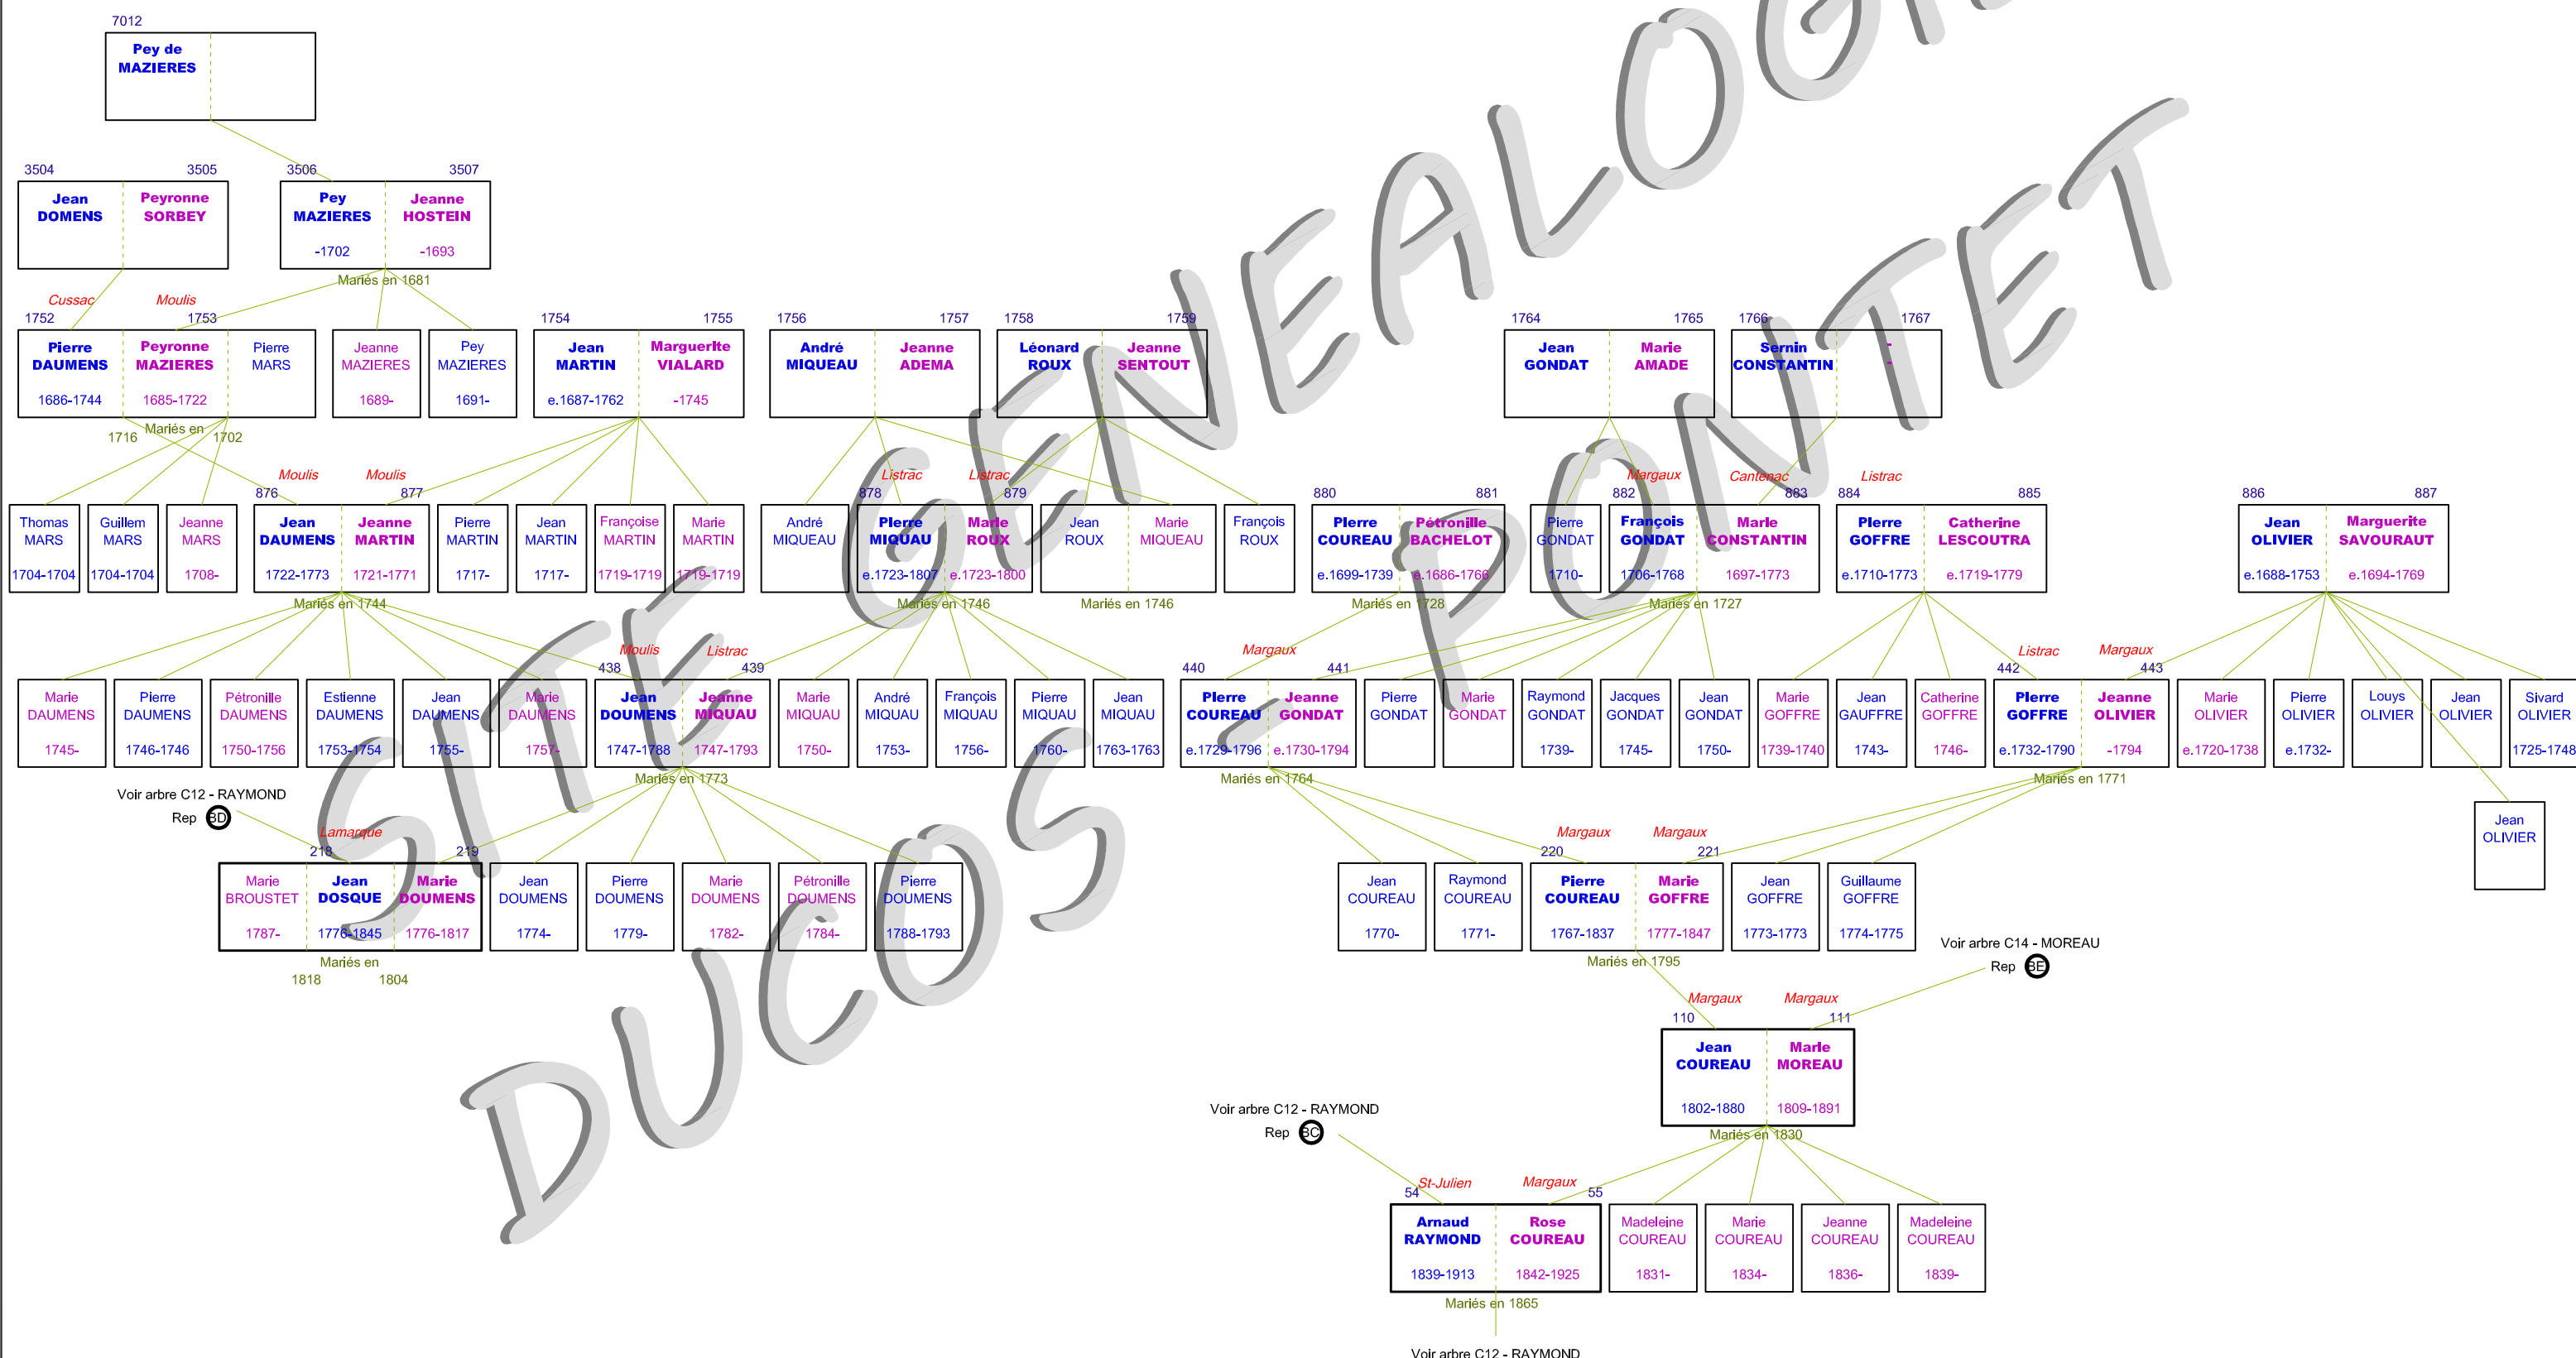 7012
Pey de
MAZIERES
3504 3505 3506 3507
Jean
DOMENS
Peyronne
SORBEY
Pey
MAZIERES
-1702
Jeanne
HOSTEIN
-1693
Mariés en 1681
Cussac Moulis
1752 1753 1754 1755 1756 1757 1758 1759 1764 1765 1766 1767
Pierre
DAUMENS
1686-1744
Peyronne
MAZIERES
1685-1722
Pierre
MARS
Jeanne
MAZIERES
1689-
Pey
MAZIERES
1691-
Jean
MARTIN
e.1687-1762
Marguerite
VIALARD
-1745
André
MIQUEAU
Jeanne
ADEMA
Léonard
ROUX
Jeanne
SENTOUT
Jean
GONDAT
Marie
AMADE
Sernin
CONSTANTIN
-
-
Mariés en
1716 1702
Moulis Moulis Listrac Listrac Margaux Cantenac Listrac
876 877 878 879 880 881 882 883 884 885 886 887
Thomas
MARS
1704-1704
Guillem
MARS
1704-1704
Jeanne
MARS
1708-
Jean
DAUMENS
1722-1773
Jeanne
MARTIN
1721-1771
Pierre
MARTIN
1717-
Jean
MARTIN
1717-
Françoise
MARTIN
1719-1719
Marie
MARTIN
1719-1719
André
MIQUEAU
Pierre
MIQUAU
e.1723-1807
Marie
ROUX
e.1723-1800
Jean
ROUX
Marie
MIQUEAU
François
ROUX
Pierre
COUREAU
e.1699-1739
Pétronille
BACHELOT
e.1686-1766
Pierre
GONDAT
1710-
François
GONDAT
1706-1768
Marie
CONSTANTIN
1697-1773
Pierre
GOFFRE
e.1710-1773
Catherine
LESCOUTRA
e.1719-1779
Jean
OLIVIER
e.1688-1753
Marguerite
SAVOURAUT
e.1694-1769
Mariés en 1744
Mariés en 1746
Mariés en 1746
Mariés en 1728
Mariés en 1727
Moulis Listrac Margaux Listrac Margaux
438 439 440 441 442 443
Marie
DAUMENS
1745-
Pierre
DAUMENS
1746-1746
Pétronille
DAUMENS
1750-1756
Estienne
DAUMENS
1753-1754
Jean
DAUMENS
1755-
Marie
DAUMENS
1757-
Jean
DOUMENS
1747-1788
Jeanne
MIQUAU
1747-1793
Marie
MIQUAU
1750-
André
MIQUAU
1753-
François
MIQUAU
1756-
Pierre
MIQUAU
1760-
Jean
MIQUAU
1763-1763
Pierre
COUREAU
e.1729-1796
Jeanne
GONDAT
e.1730-1794
Pierre
GONDAT
Marie
GONDAT
Raymond
GONDAT
1739-
Jacques
GONDAT
1745-
Jean
GONDAT
1750-
Marie
GOFFRE
1739-1740
Jean
GAUFFRE
1743-
Catherine
GOFFRE
1746-
Pierre
GOFFRE
e.1732-1790
Jeanne
OLIVIER
-1794
Marie
OLIVIER
e.1720-1738
Pierre
OLIVIER
e.1732-
Louys
OLIVIER
Jean
OLIVIER
Sivard
OLIVIER
1725-1748
Mariés en 1773
Mariés en 1764
Mariés en 1771
Voir arbre C12 - RAYMOND
Rep BD
Jean
OLIVIER
Lamarque Margaux Margaux
218 219 220 221
Marie
BROUSTET
1787-
Jean
DOSQUE
1776-1845
Marie
DOUMENS
1776-1817
Jean
DOUMENS
1774-
Pierre
DOUMENS
1779-
Marie
DOUMENS
1782-
Pétronille
DOUMENS
1784-
Pierre
DOUMENS
1788-1793
Jean
COUREAU
1770-
Raymond
COUREAU
1771-
Pierre
COUREAU
1767-1837
Marie
GOFFRE
1777-1847
Jean
GOFFRE
1773-1773
Guillaume
GOFFRE
1774-1775
Mariés en
1818 1804
Mariés en 1795
Voir arbre C14 - MOREAU
Rep BE
Margaux Margaux
110 111
Jean
COUREAU
1802-1880
Marie
MOREAU
1809-1891
Mariés en 1830
Voir arbre C12 - RAYMOND
Rep BC
St-Julien Margaux
54 55
Arnaud
RAYMOND
1839-1913
Rose
COUREAU
1842-1925
Madeleine
COUREAU
1831-
Marie
COUREAU
1834-
Jeanne
COUREAU
1836-
Madeleine
COUREAU
1839-
Mariés en 1865
Voir arbre C12 - RAYMOND
SITE GENEALOGI
DUCOS - PONTET